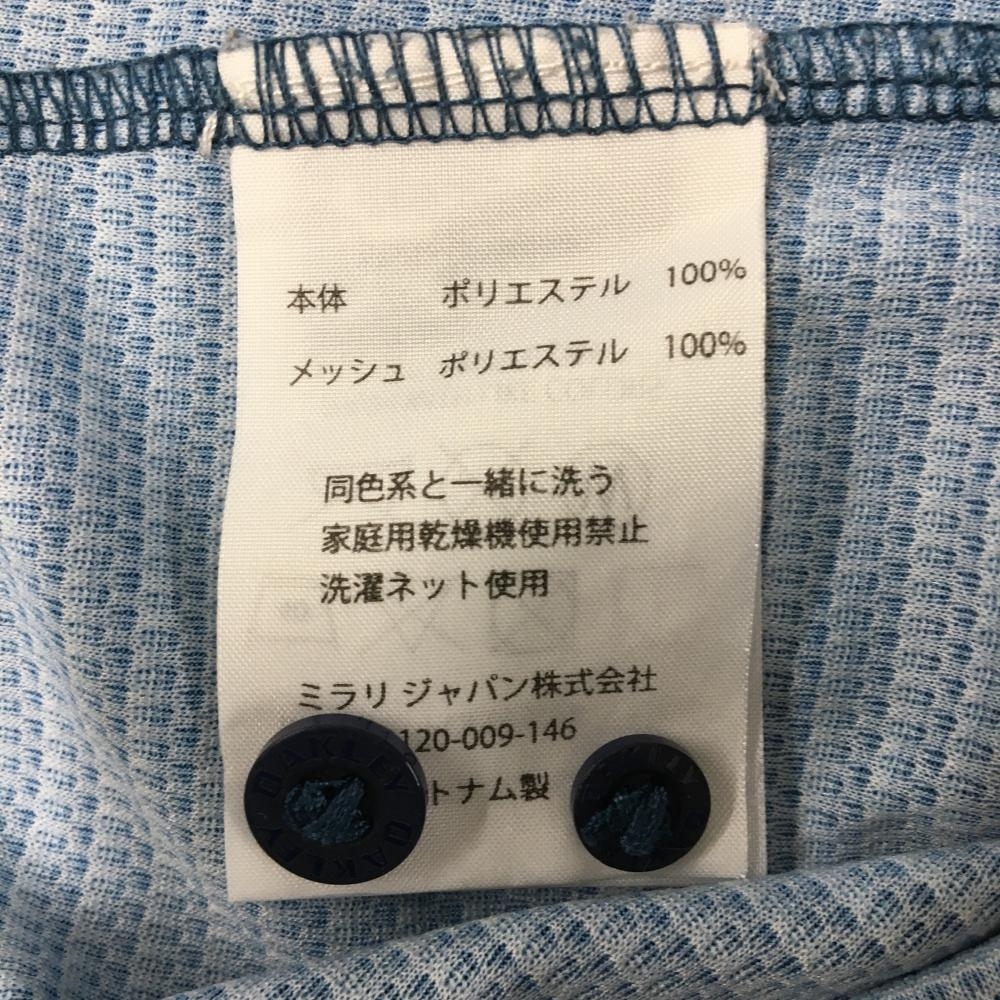 本体 ポリエステル 100%
メッシュ ポリエステル 100%
同色系と一緒に洗う
家庭用乾燥機使用禁止
洗濯ネット使用
ミラリ ジャパン株式会社
120-009-146
トナム製
OAKLEY OAKLEY